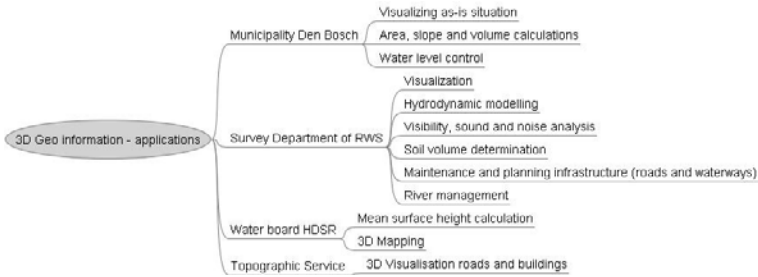 3D Geo information - applications
Municipality Den Bosch
Visualizing as-is situation
Area, slope and volume calculations
Water level control
Survey Department of RWS
Visualization
Hydrodynamic modelling
Visibility, sound and noise analysis
Soil volume determination
Maintenance and planning infrastructure (roads and waterways)
River management
Water board HDSR
Mean surface height calculation
3D Mapping
Topographic Service
3D Visualisation roads and buildings